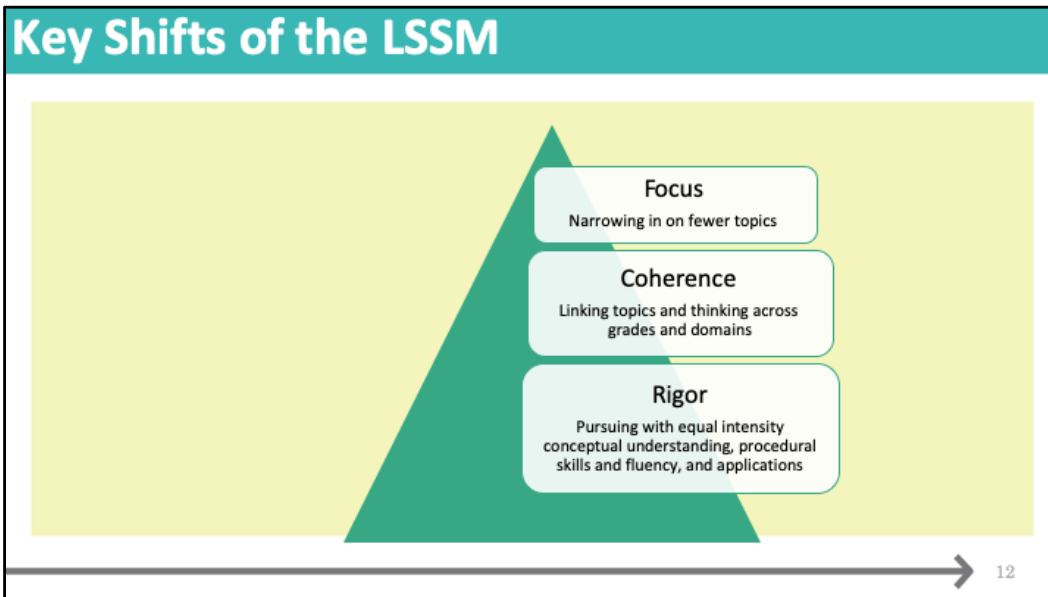 Key Shifts of the LSSM
Focus
Narrowing in on fewer topics
Coherence
Linking topics and thinking across
grades and domains
Rigor
Pursuing with equal intensity
conceptual understanding, procedural
skills and fluency, and applications
12